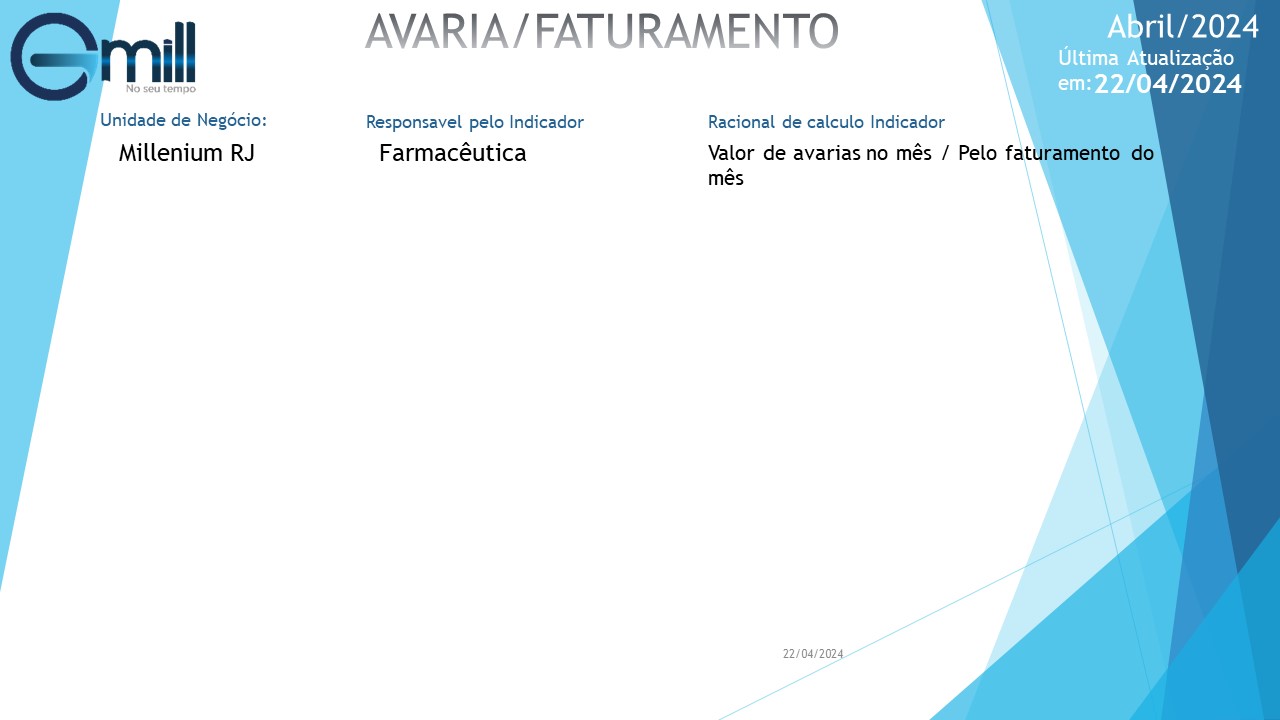 Gmill
No seu tempo
AVARIA/FATURAMENTO
Abril/2024
Última Atualização
em:22/04/2024
Unidade de Negócio:
Millenium RJ
Responsavel pelo Indicador
Farmacêutica
Racional de calculo Indicador
Valor de avarias no mês / Pelo faturamento do
mês
22/04/2024